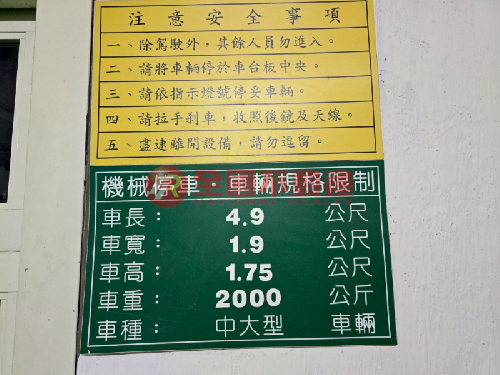 注意安全事項
一、除駕駛外，其餘人員勿進入。
二、請將車輛停於車台板中央。
三、請依指示燈號停妥車輛。
四、請拉手刹車，收照後鏡及天線。
五、盡速離開設備，請勿逗留。
機械停車：車輛規格限制
車長： 4.9 公尺
車寬： 1.9 公尺
車高： 1.75 公尺
車重： 2000 公斤
車種： 中大型 車輛